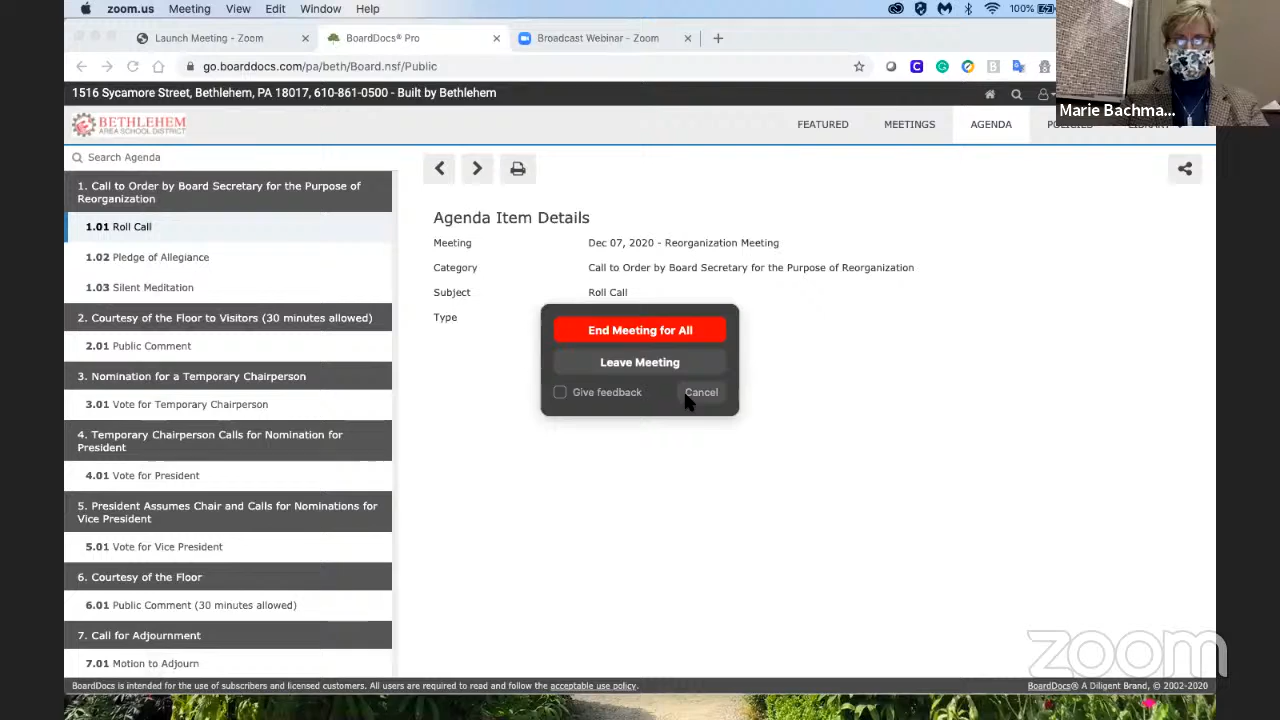 zoom.us Meeting View Edit Window Help
100%
Launch Meeting - Zoom
BoardDocs® Pro
Broadcast Webinar - Zoom
go.boarddocs.com/pa/beth/Board.nsf/Public
1516 Sycamore Street, Bethlehem, PA 18017, 610-861-0500 - Built by Bethlehem
Marie Bachma...
BETHLEHEM
AREA SCHOOL DISTRICT
FEATURED MEETINGS AGENDA
Search Agenda
1. Call to Order by Board Secretary for the Purpose of
Reorganization
1.01 Roll Call
1.02 Pledge of Allegiance
1.03 Silent Meditation
2. Courtesy of the Floor to Visitors (30 minutes allowed)
2.01 Public Comment
3. Nomination for a Temporary Chairperson
3.01 Vote for Temporary Chairperson
4. Temporary Chairperson Calls for Nomination for
President
4.01 Vote for President
5. President Assumes Chair and Calls for Nominations for
Vice President
5.01 Vote for Vice President
6. Courtesy of the Floor
6.01 Public Comment (30 minutes allowed)
7. Call for Adjournment
7.01 Motion to Adjourn
Agenda Item Details
Meeting Dec 07, 2020 - Reorganization Meeting
Category Call to Order by Board Secretary for the Purpose of Reorganization
Subject Roll Call
Type
End Meeting for All
Leave Meeting
Give feedback Cancel
zoom
BoardDocs is intended for the use of subscribers and licensed customers. All users are required to read and follow the acceptable use policy.
BoardDocs® A Diligent Brand, © 2002-2020